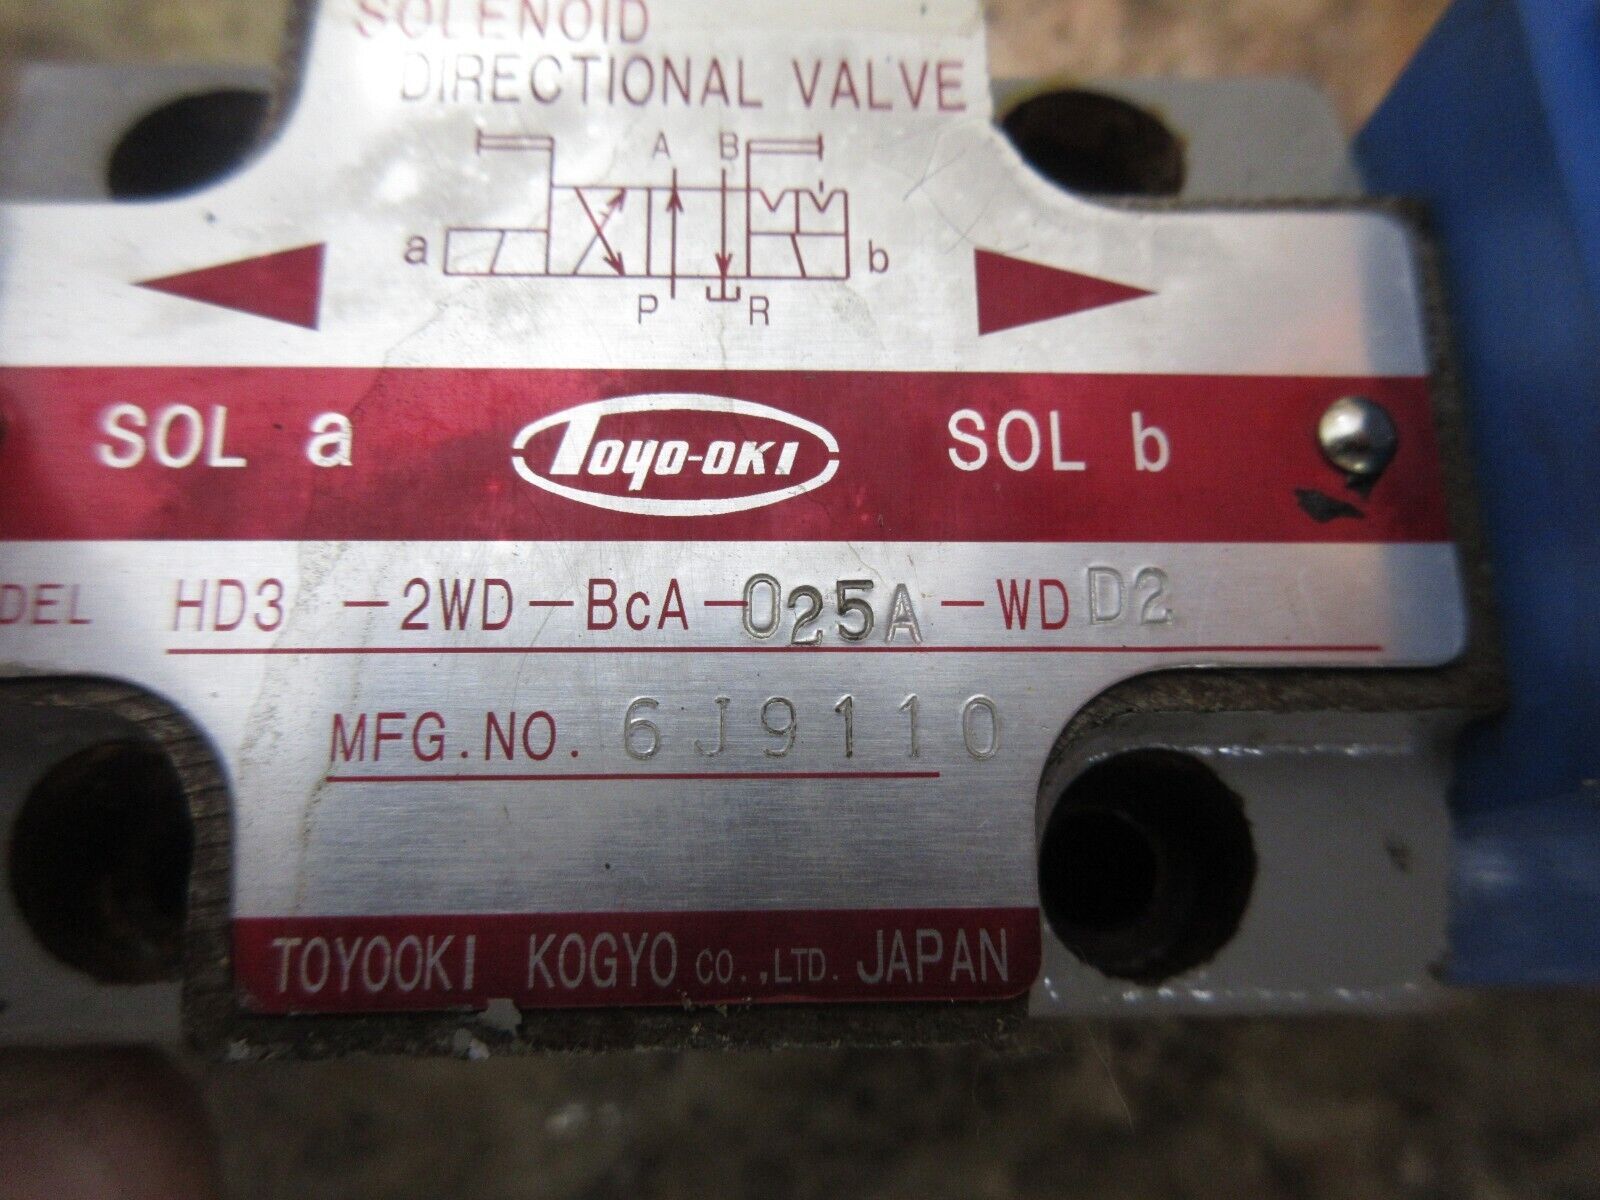 SOLENOID
DIRECTIONAL VALVE
A B
a b
P R
SOL a TOYO-OKI SOL b
DEL HD3 -2WD-BcA-025A-WD D2
MFG.NO. 6J9110
TOYOOKI KOGYO CO.,LTD. JAPAN